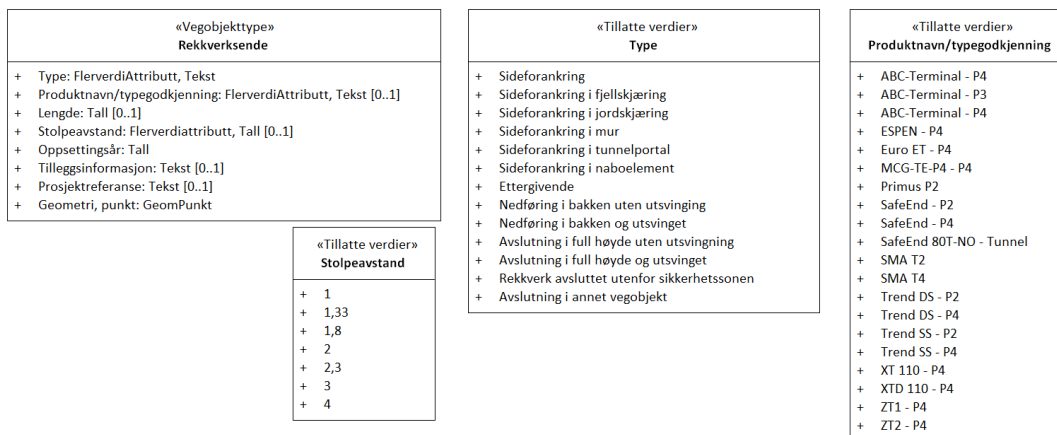 «Vegobjekttype»
Rekkverksende
+ Type: FlerverdiAttributt, Tekst
+ Produktnavn/typegodkjenning: FlerverdiAttributt, Tekst [0..1]
+ Lengde: Tall [0..1]
+ Stolpeavstand: Flerverdiattributt, Tall [0..1]
+ Oppsettingsår: Tall
+ Tilleggsinformasjon: Tekst [0..1]
+ Prosjektreferanse: Tekst [0..1]
+ Geometri, punkt: GeomPunkt
«Tillatte verdier»
Stolpeavstand
+ 1
+ 1,33
+ 1,8
+ 2
+ 2,3
+ 3
+ 4
«Tillatte verdier»
Type
+ Sideforankring
+ Sideforankring i fjellskjæring
+ Sideforankring i jordskjæring
+ Sideforankring i mur
+ Sideforankring i tunnelportal
+ Sideforankring i naboelement
+ Ettergivende
+ Nedføring i bakken uten utsvinging
+ Nedføring i bakken og utsvinget
+ Avslutning i full høyde uten utsvingning
+ Avslutning i full høyde og utsvinget
+ Rekkverk avsluttet utenfor sikkerhetssonen
+ Avslutning i annet vegobjekt
«Tillatte verdier»
Produktnavn/typegodkjenning
+ ABC-Terminal - P4
+ ABC-Terminal - P3
+ ABC-Terminal - P4
+ ESPEN - P4
+ Euro ET - P4
+ MCG-TE-P4 - P4
+ Primus P2
+ SafeEnd - P2
+ SafeEnd - P4
+ SafeEnd 80T-NO - Tunnel
+ SMA T2
+ SMA T4
+ Trend DS - P2
+ Trend DS - P4
+ Trend SS - P2
+ Trend SS - P4
+ XT 110 - P4
+ XTD 110 - P4
+ ZT1 - P4
+ ZT2 - P4